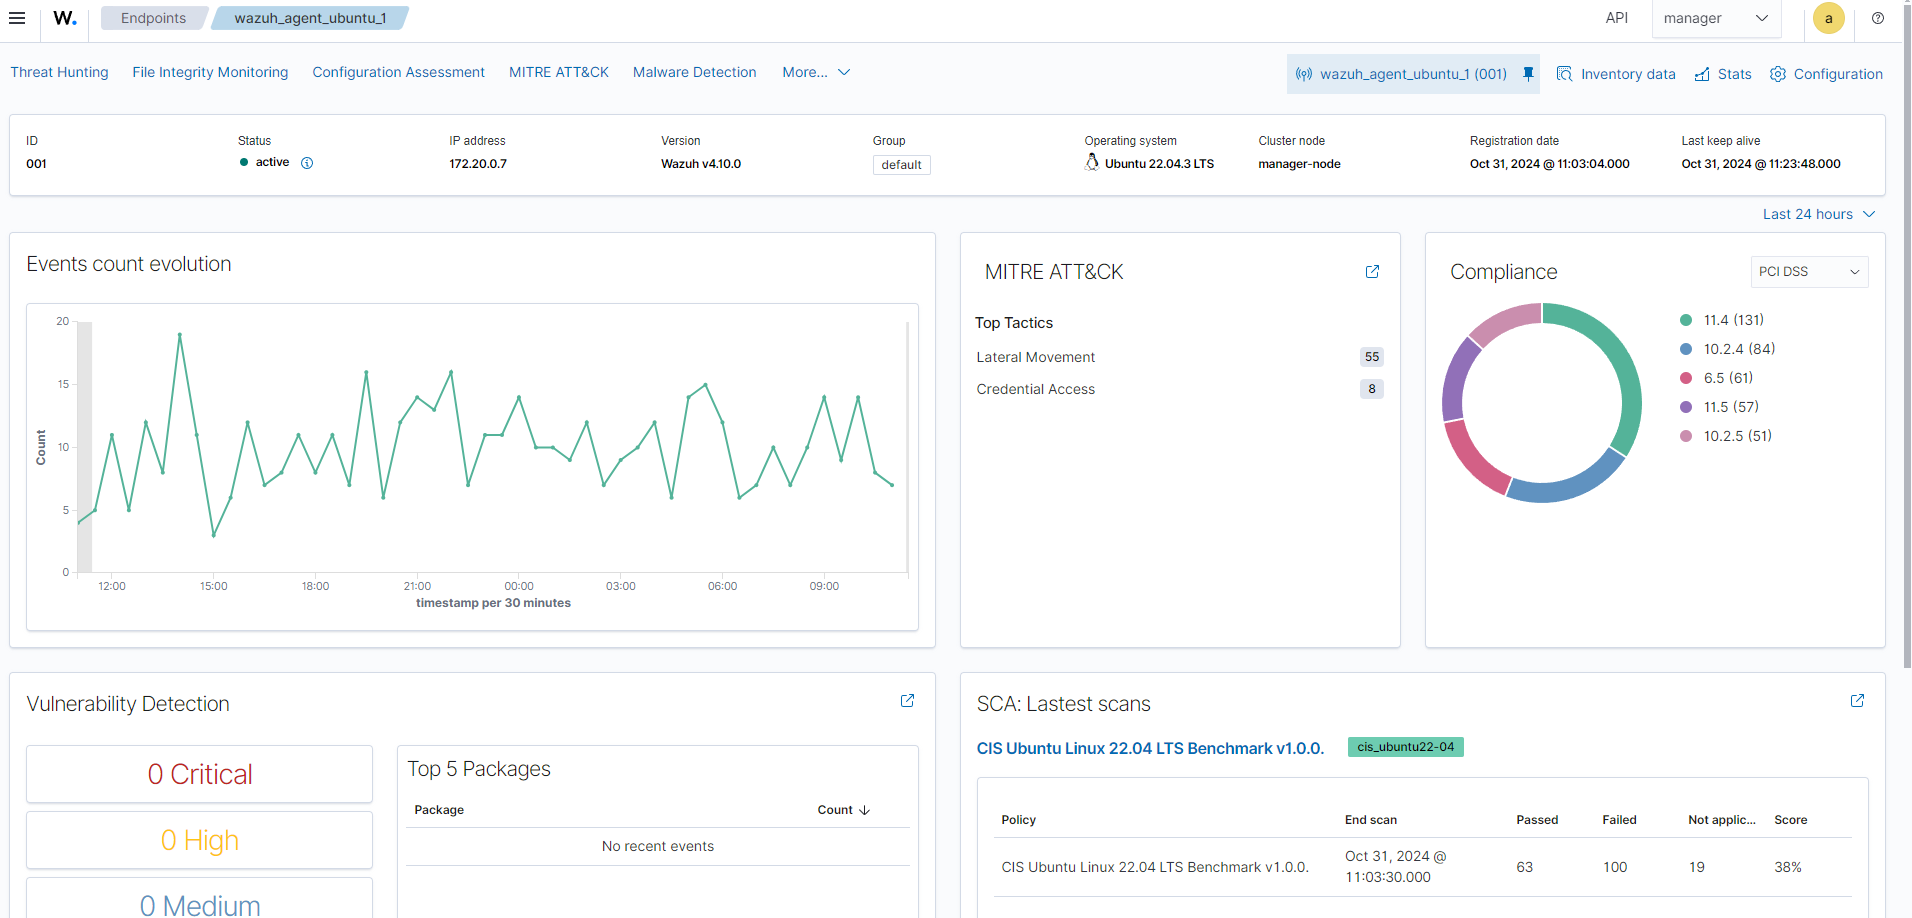 W.
Endpoints
wazuh_agent_ubuntu_1
API
manager
a
Threat Hunting
File Integrity Monitoring
Configuration Assessment
MITRE ATT&CK
Malware Detection
More...
wazuh_agent_ubuntu_1 (001)
Inventory data
Stats
Configuration
ID
001
Status
active
IP address
172.20.0.7
Version
Wazuh v4.10.0
Group
default
Operating system
Ubuntu 22.04.3 LTS
Cluster node
manager-node
Registration date
Oct 31, 2024 @ 11:03:04.000
Last keep alive
Oct 31, 2024 @ 11:23:48.000
Last 24 hours
Events count evolution
20
15
10
5
0
Count
12:00
15:00
18:00
21:00
00:00
03:00
06:00
09:00
timestamp per 30 minutes
MITRE ATT&CK
Top Tactics
Lateral Movement 55
Credential Access 8
Compliance
PCI DSS
11.4 (131)
10.2.4 (84)
6.5 (61)
11.5 (57)
10.2.5 (51)
Vulnerability Detection
0 Critical
0 High
0 Medium
Top 5 Packages
Package Count
No recent events
SCA: Lastest scans
CIS Ubuntu Linux 22.04 LTS Benchmark v1.0.0.
cis_ubuntu22-04
Policy End scan Passed Failed Not applic... Score
CIS Ubuntu Linux 22.04 LTS Benchmark v1.0.0. Oct 31, 2024 @ 11:03:30.000 63 100 19 38%